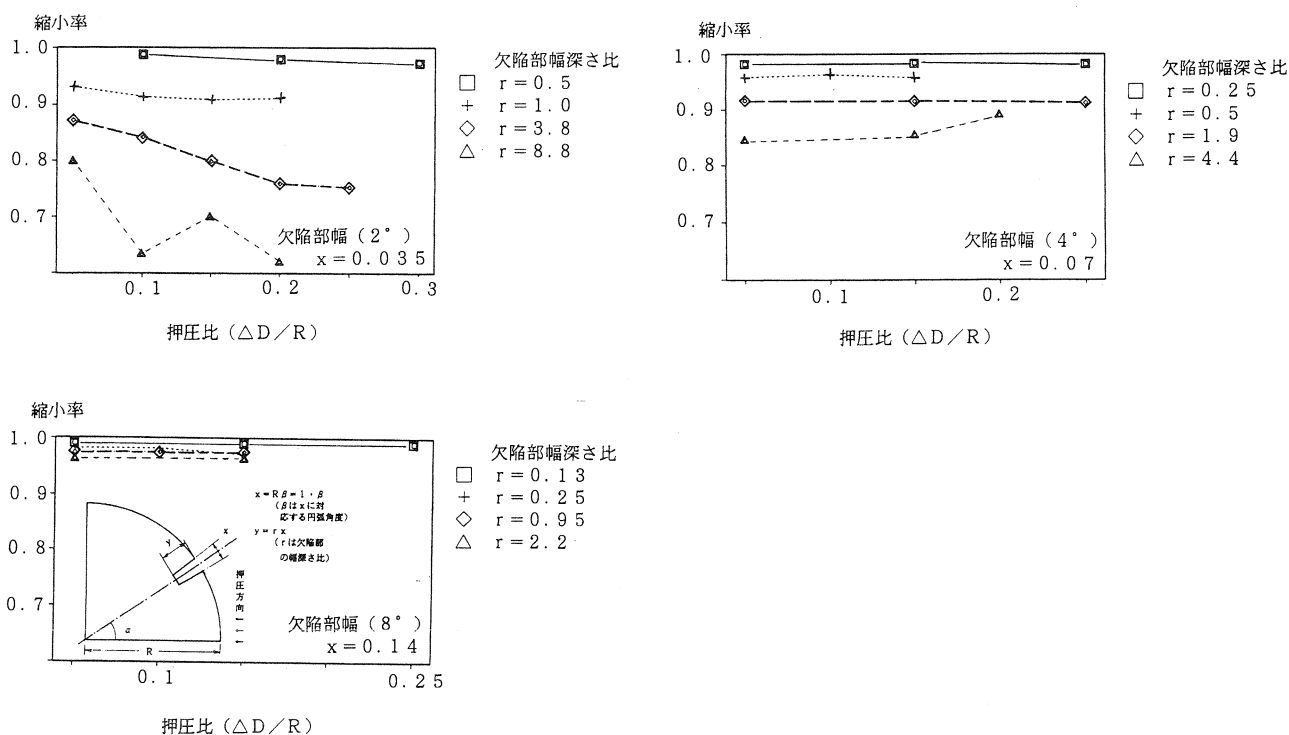 縮小率
1.0
0.9
0.8
0.7
0.1
0.2
0.3
欠陥部幅深さ比
r＝0.5
r＝1.0
r＝3.8
r＝8.8
欠陥部幅（2°）
x＝0.035
押圧比（△D／R）
縮小率
1.0
0.9
0.8
0.7
0.1
0.2
欠陥部幅深さ比
r＝0.25
r＝0.5
r＝1.9
r＝4.4
欠陥部幅（4°）
x＝0.07
押圧比（△D／R）
縮小率
1.0
0.9
0.8
0.7
0.1
0.25
欠陥部幅深さ比
r＝0.13
r＝0.25
r＝0.95
r＝2.2
x＝Rβ＝1・β
（βはxに対
応する円弧角度）
y＝rx
（rは欠陥部
の幅深さ比）
x
y
押圧方向
α
R
欠陥部幅（8°）
x＝0.14
押圧比（△D／R）